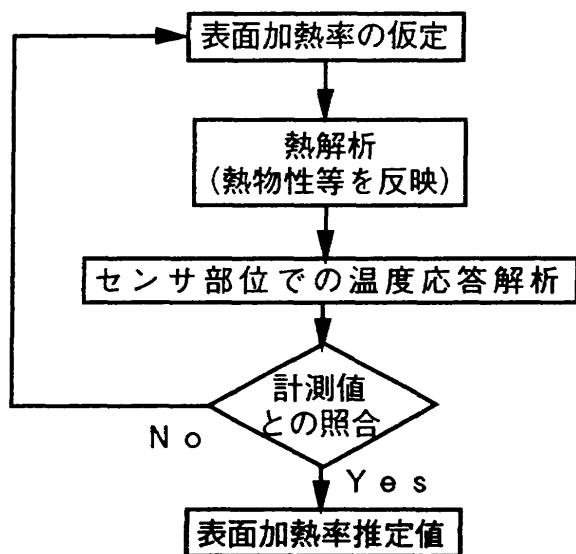 表面加熱率の仮定
熱解析
(熱物性等を反映)
センサ部位での温度応答解析
計測値
との照合
No
Yes
表面加熱率推定値